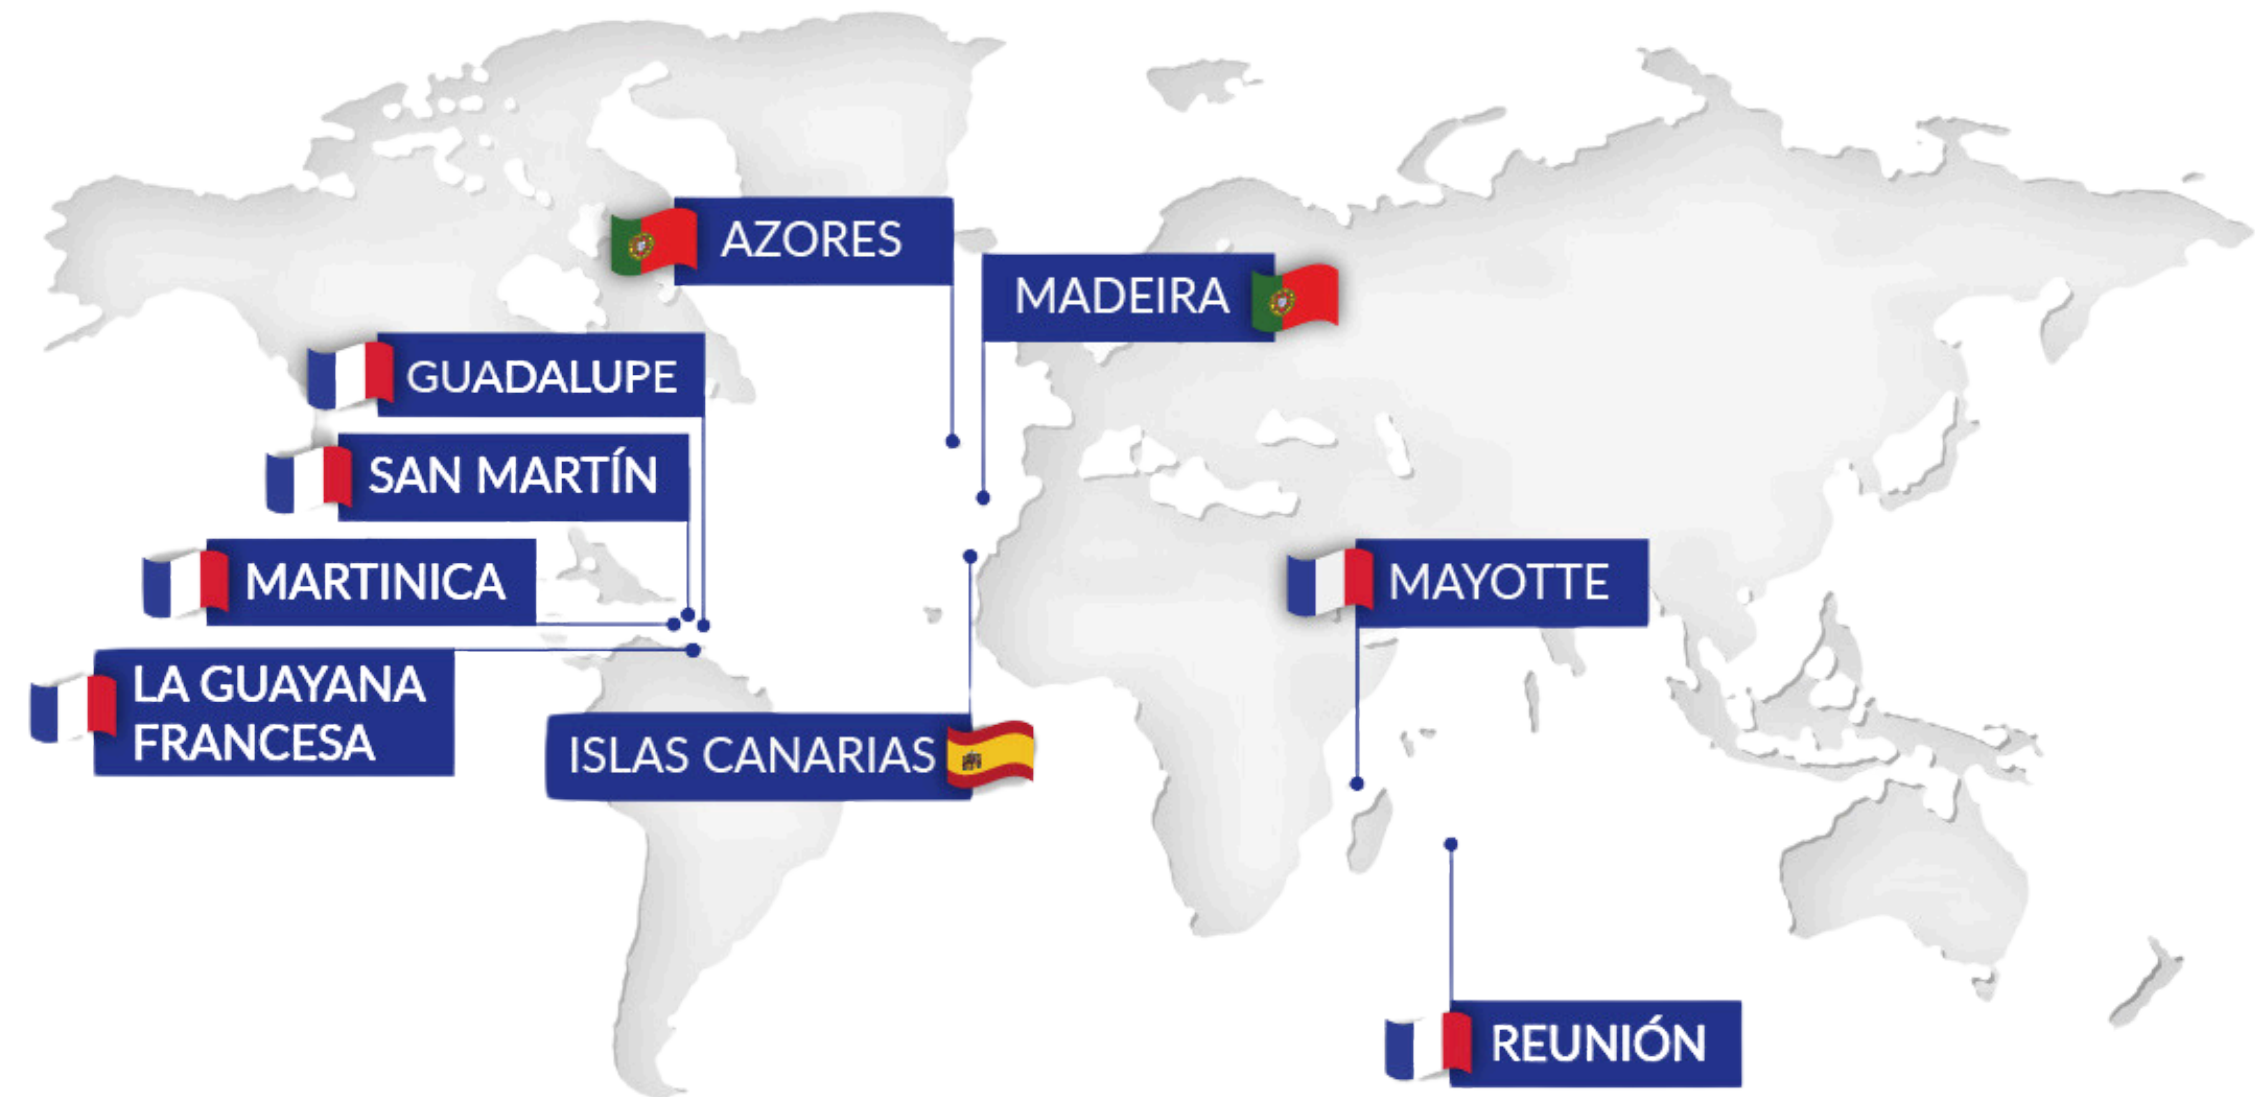 AZORES
MADEIRA
GUADALUPE
SAN MARTÍN
MARTINICA
MAYOTTE
LA GUAYANA
FRANCESA
ISLAS CANARIAS
REUNIÓN